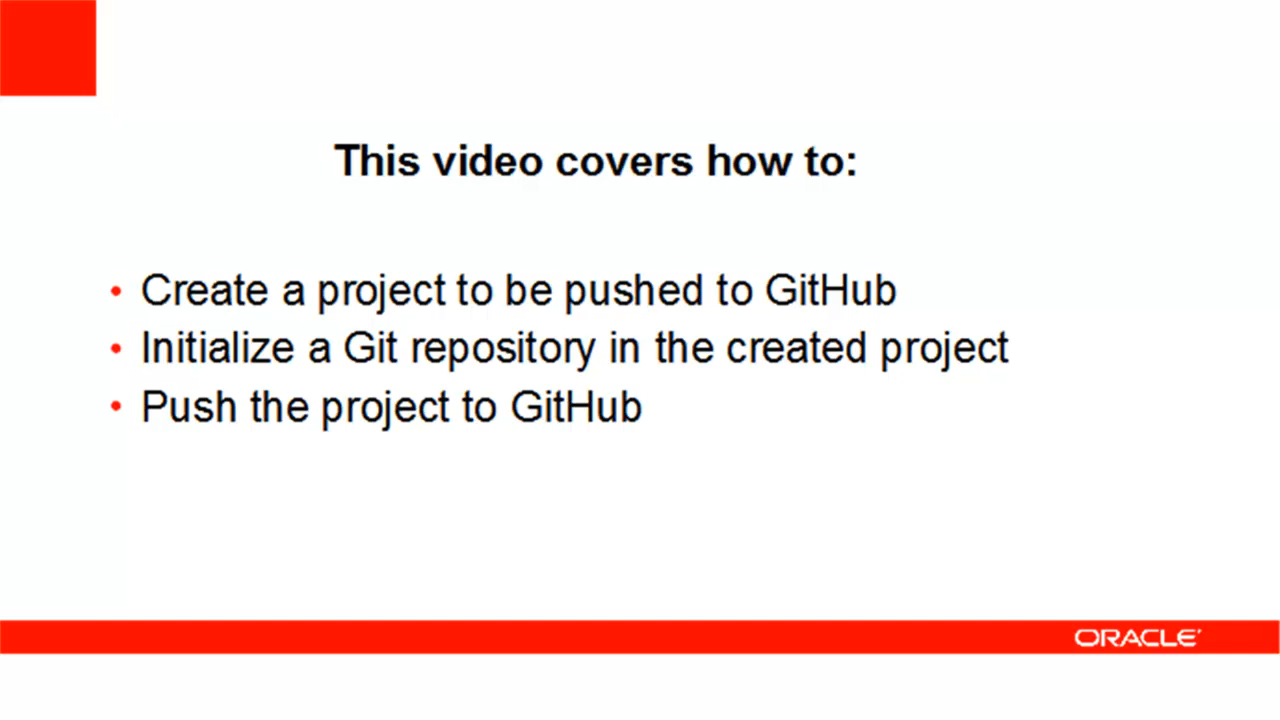 This video covers how to:
• Create a project to be pushed to GitHub
• Initialize a Git repository in the created project
• Push the project to GitHub
ORACLE